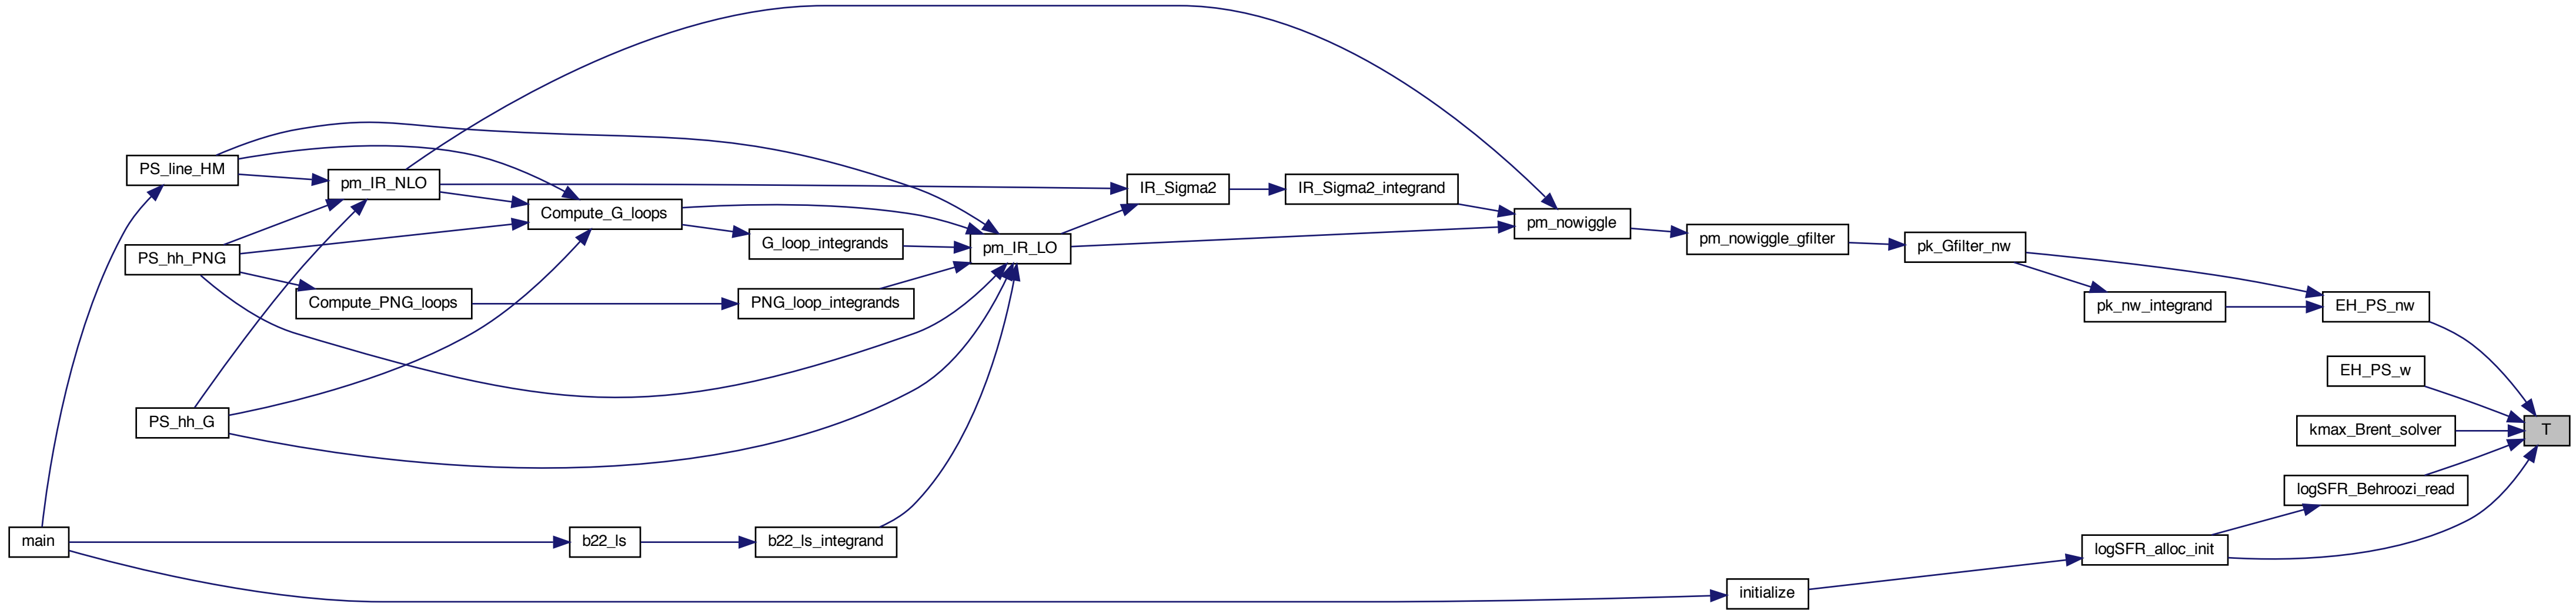 PS_line_HM
pm_IR_NLO
IR_Sigma2
IR_Sigma2_integrand
Compute_G_loops
pm_nowiggle
G_loop_integrands
pm_IR_LO
pm_nowiggle_gfilter
pk_Gfilter_nw
PS_hh_PNG
Compute_PNG_loops
PNG_loop_integrands
pk_nw_integrand
EH_PS_nw
EH_PS_w
PS_hh_G
kmax_Brent_solver
T
logSFR_Behroozi_read
main
b22_ls
b22_ls_integrand
logSFR_alloc_init
initialize